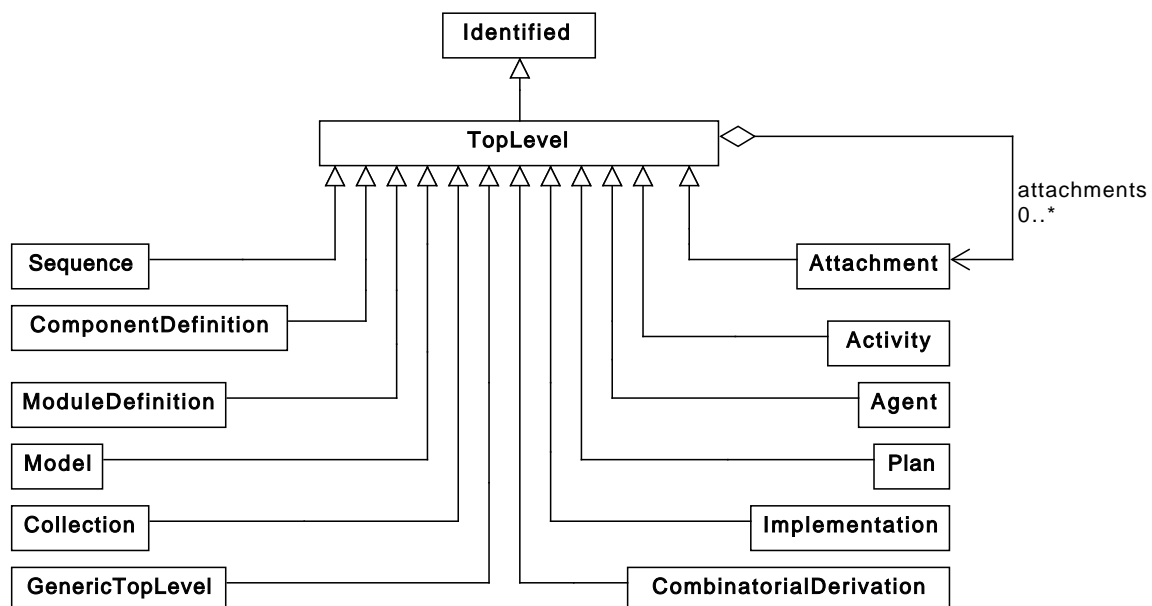 Identified
TopLevel
attachments
0..*
Sequence
Attachment
ComponentDefinition
Activity
ModuleDefinition
Agent
Model
Plan
Collection
Implementation
GenericTopLevel
CombinatorialDerivation